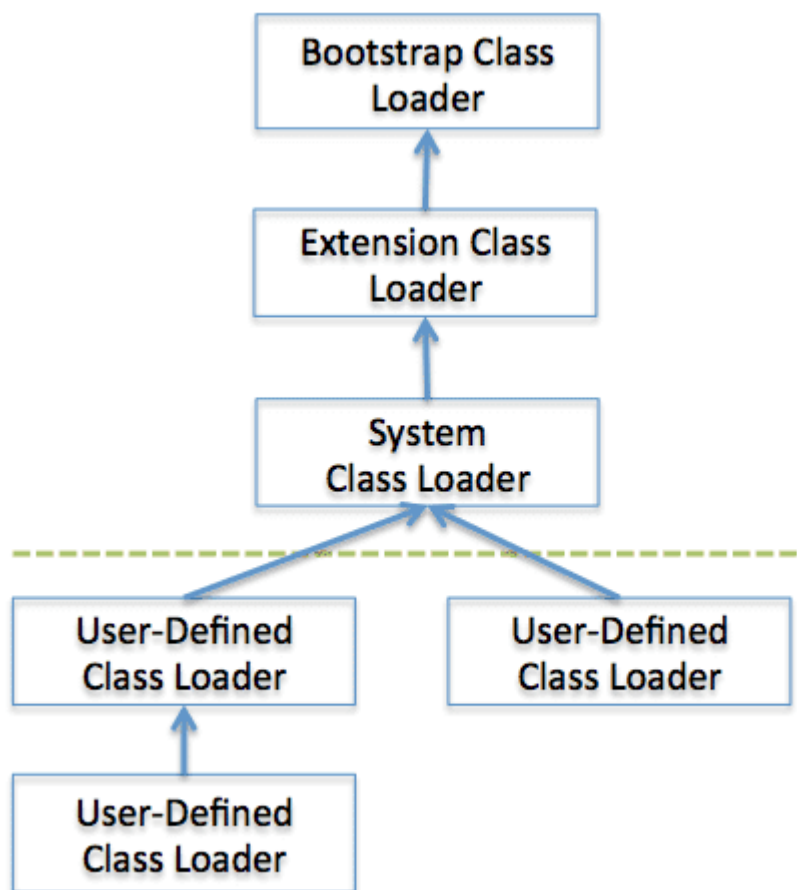 Bootstrap Class
Loader
Extension Class
Loader
System
Class Loader
User-Defined
Class Loader
User-Defined
Class Loader
User-Defined
Class Loader